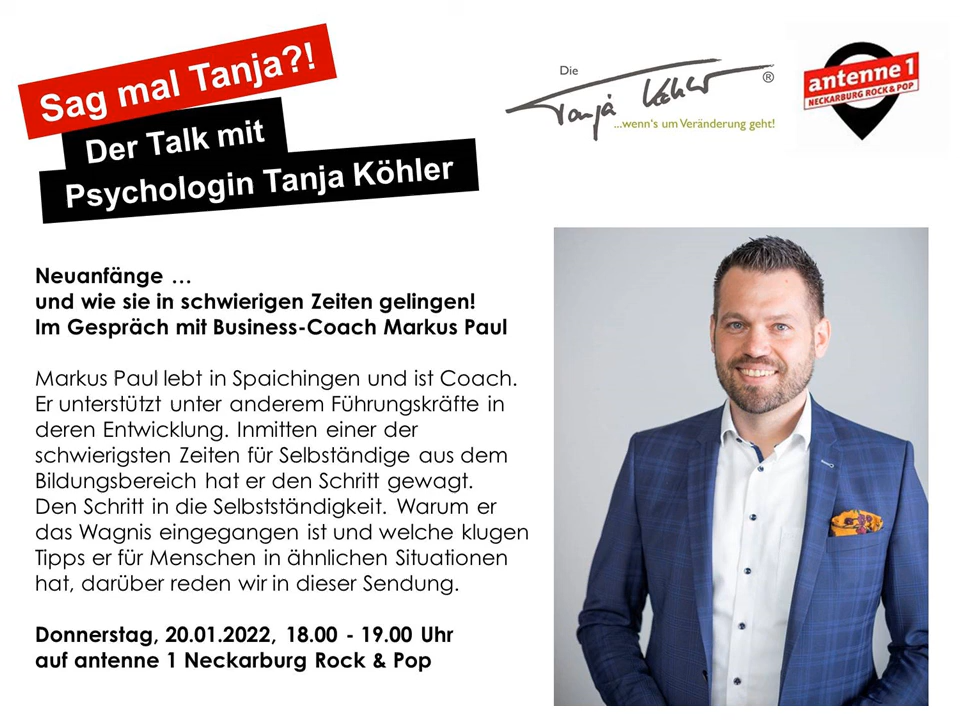 Sag mal Tanja?!
Der Talk mit
Psychologin Tanja Köhler
Die
Tanja Köhler
®
...wenn's um Veränderung geht!
antenne 1
NECKARBURG ROCK & POP
Neuanfänge …
und wie sie in schwierigen Zeiten gelingen!
Im Gespräch mit Business-Coach Markus Paul
Markus Paul lebt in Spaichingen und ist Coach.
Er unterstützt unter anderem Führungskräfte in
deren Entwicklung. Inmitten einer der
schwierigsten Zeiten für Selbständige aus dem
Bildungsbereich hat er den Schritt gewagt.
Den Schritt in die Selbstständigkeit. Warum er
das Wagnis eingegangen ist und welche klugen
Tipps er für Menschen in ähnlichen Situationen
hat, darüber reden wir in dieser Sendung.
Donnerstag, 20.01.2022, 18.00 - 19.00 Uhr
auf antenne 1 Neckarburg Rock & Pop